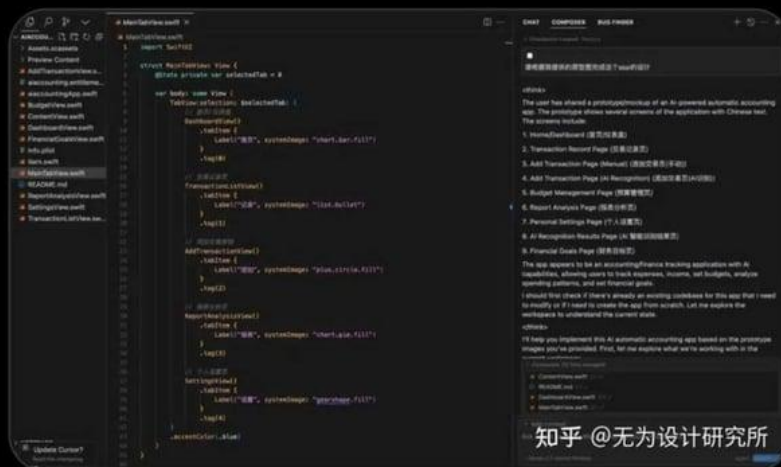 MainTabView.swift
CHAT
COMPOSER
BUG FINDER
Assets.xcassets
Preview Content
AddTransactionView.s...
aiaccounting.entitleme...
aiaccountingApp.swift
BudgetView.swift
ContentView.swift
DashboardView.swift
FinancialGoalsView.swift
Info.plist
Item.swift
MainTabView.swift
README.md
ReportAnalysisView.swift
SettingsView.swift
TransactionListView.sw...
MainTabView.swift
import SwiftUI
struct MainTabView: View {
@State private var selectedTab = 0
var body: some View {
TabView(selection: $selectedTab) {
DashboardView()
.tabItem {
Label("首页", systemImage: "chart.bar.fill")
}
.tag(0)
TransactionListView()
.tabItem {
Label("记录", systemImage: "list.bullet")
}
.tag(1)
AddTransactionView()
.tabItem {
Label("添加", systemImage: "plus.circle.fill")
}
.tag(2)
ReportAnalysisView()
.tabItem {
Label("报表", systemImage: "chart.pie.fill")
}
.tag(3)
// 个人设置页
SettingsView()
.tabItem {
Label("设置", systemImage: "gearshape.fill")
}
.tag(4)
}
.accentColor(.blue)
}
}
<think>
The user has shared a prototype/mockup of an AI-powered automatic accounting
app. The prototype shows several screens of the application with Chinese text.
The screens include:
1. Home/Dashboard (首页/仪表盘)
2. Transaction Record Page (交易记录页)
3. Add Transaction Page (Manual) (添加交易页(手动))
4. Add Transaction Page (AI Recognition) (添加交易页(AI识别))
5. Budget Management Page (预算管理页)
6. Report Analysis Page (报表分析页)
7. Personal Settings Page (个人设置页)
8. AI Recognition Results Page (AI 智能识别结果页)
9. Financial Goals Page (财务目标页)
The app appears to be an accounting/finance tracking application with AI
capabilities, allowing users to track expenses, income, set budgets, analyze
spending patterns, and set financial goals.
I should first check if there's already an existing codebase for this app that I need
to modify or if I need to create the app from scratch. Let me explore the
workspace to understand the current state.
</think>
I'll help you implement this AI automatic accounting app based on the prototype
images you've provided. First, let me explore what we're working with in the
ContentView.swift
README.md
DashboardView.swift
MainTabView.swift
Update Cursor?
知乎 @无为设计研究所